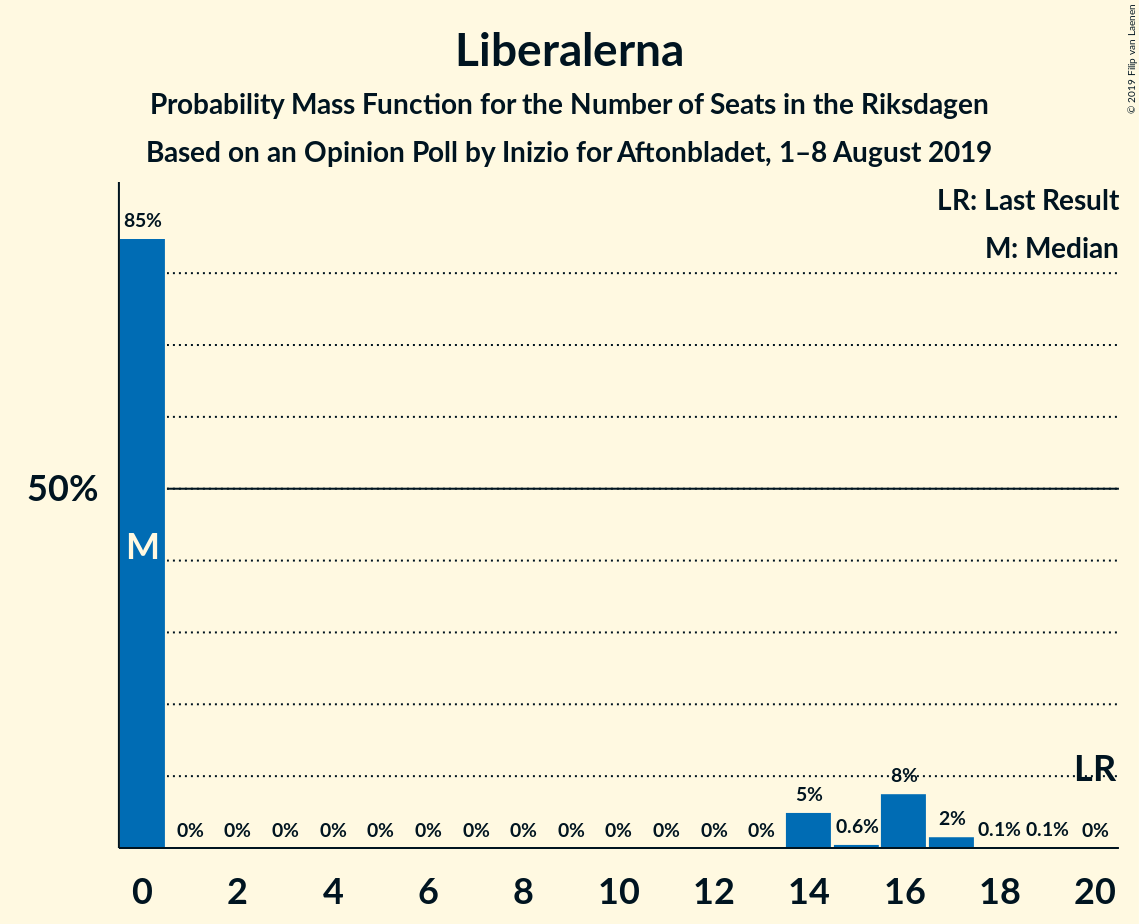 © 2019 Filip van Laenen
Liberalerna
Probability Mass Function for the Number of Seats in the Riksdagen
Based on an Opinion Poll by Inizio for Aftonbladet, 1–8 August 2019
LR: Last Result
M: Median
85%
50%
M
LR
0% 0% 0% 0% 0% 0% 0% 0% 0% 0% 0% 0% 0% 5% 0.6% 8% 2% 0.1% 0.1% 0%
0 2 4 6 8 10 12 14 16 18 20